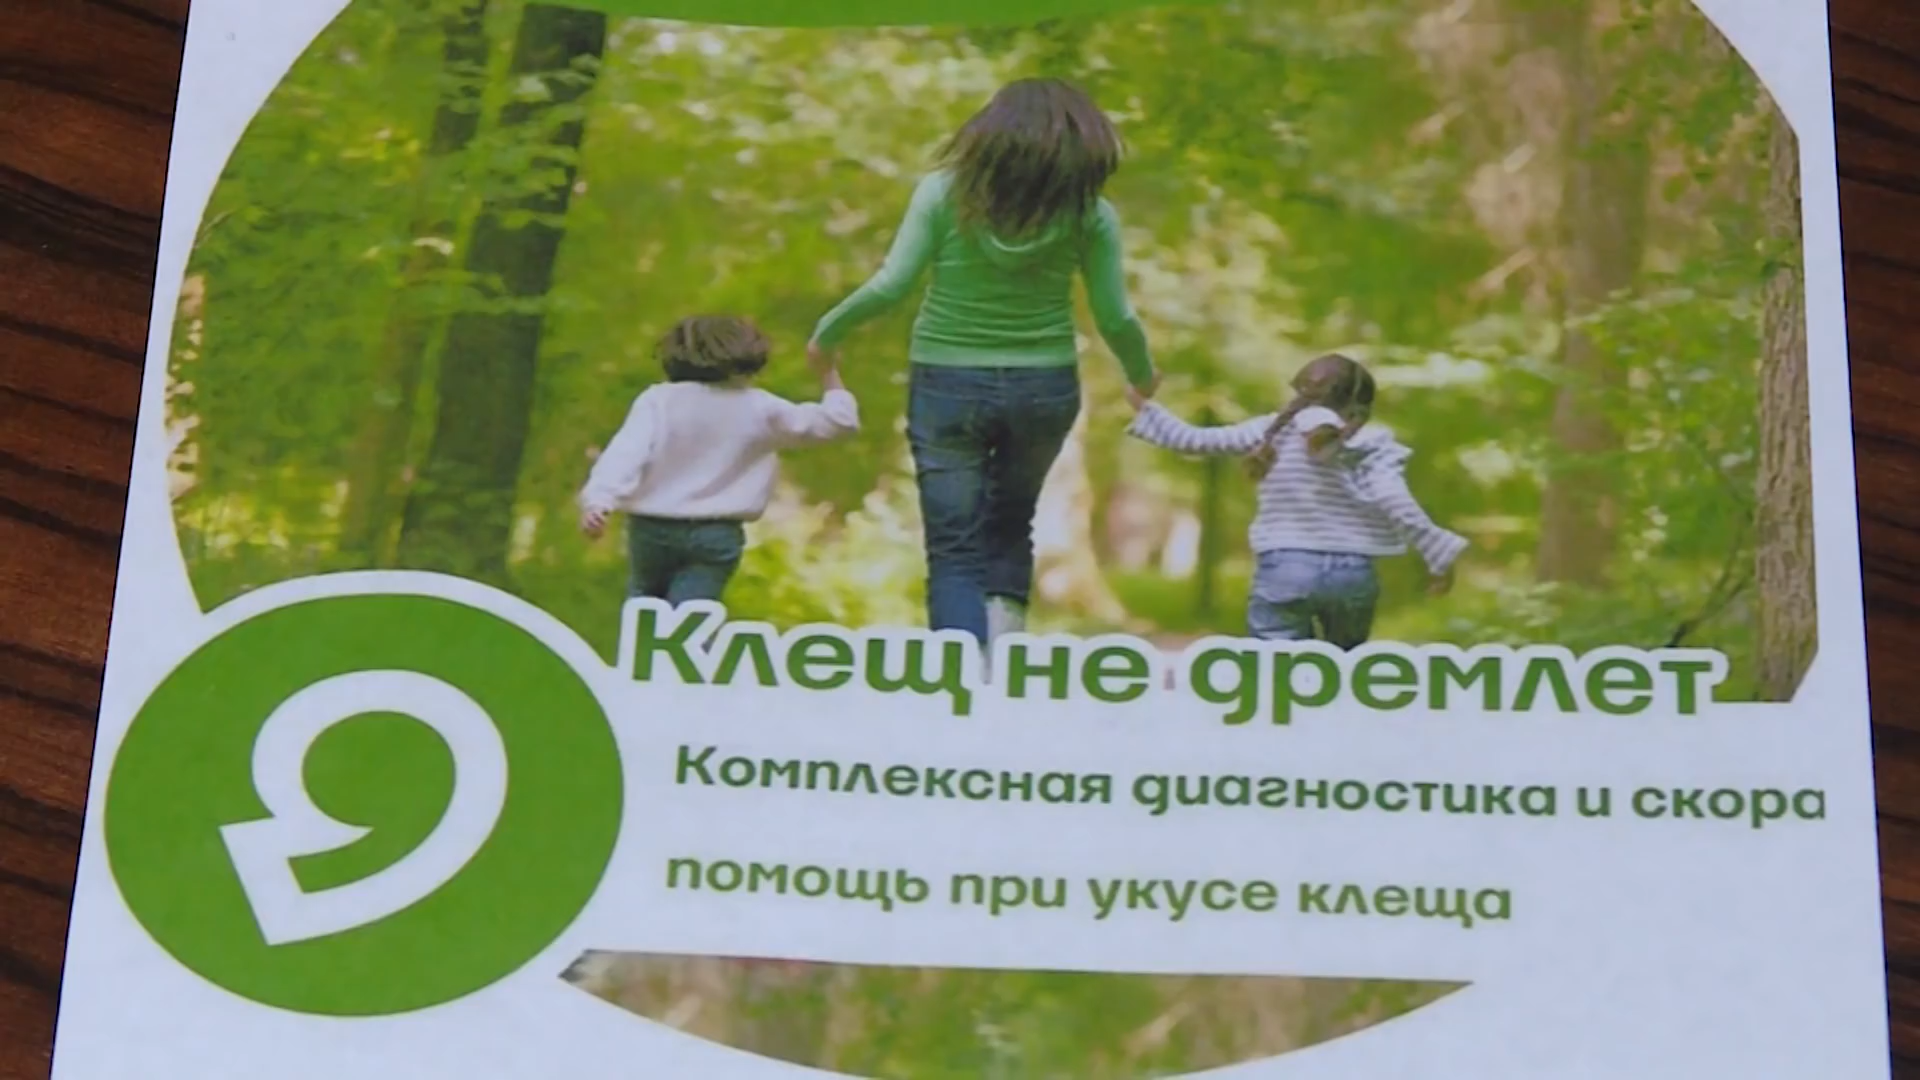 Клещ не дремлет
Комплексная диагностика и скора
помощь при укусе клеща